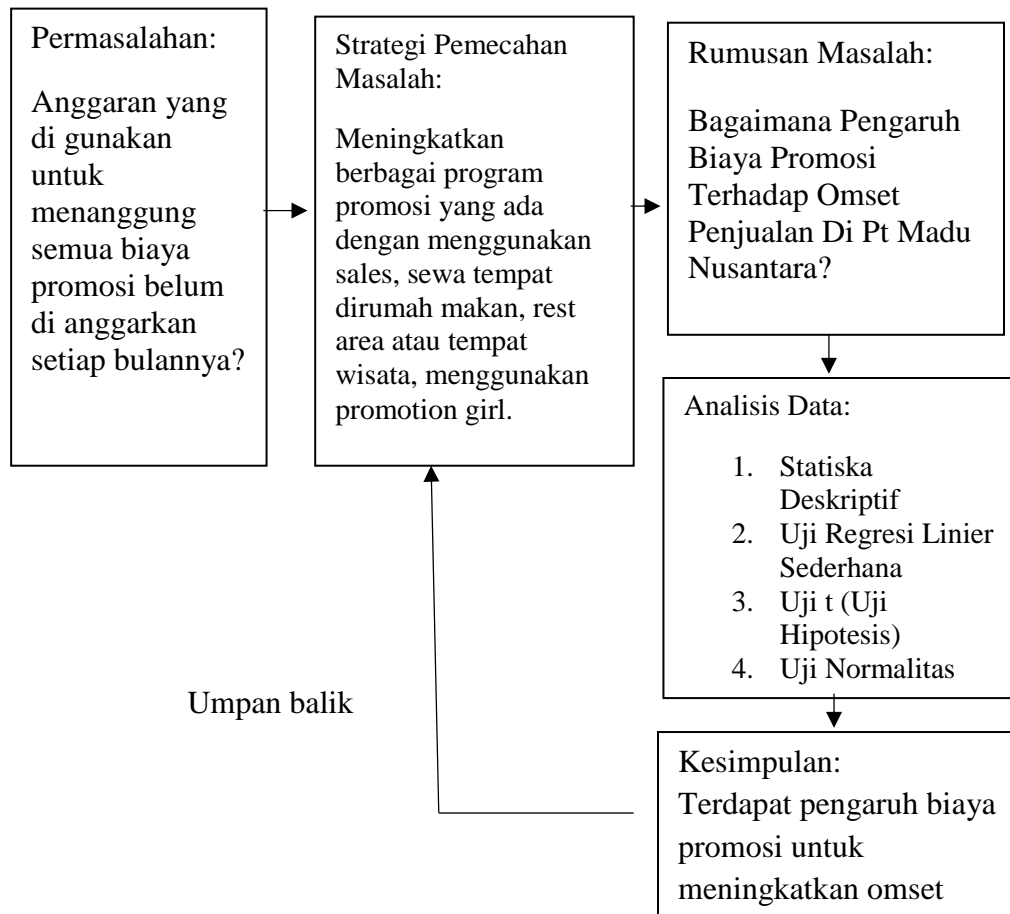 Permasalahan:
Anggaran yang
di gunakan
untuk
menanggung
semua biaya
promosi belum
di anggarkan
setiap bulannya?
Strategi Pemecahan
Masalah:
Meningkatkan
berbagai program
promosi yang ada
dengan menggunakan
sales, sewa tempat
dirumah makan, rest
area atau tempat
wisata, menggunakan
promotion girl.
Rumusan Masalah:
Bagaimana Pengaruh
Biaya Promosi
Terhadap Omset
Penjualan Di Pt Madu
Nusantara?
Analisis Data:
1. Statiska
Deskriptif
2. Uji Regresi Linier
Sederhana
3. Uji t (Uji
Hipotesis)
4. Uji Normalitas
Umpan balik
Kesimpulan:
Terdapat pengaruh biaya
promosi untuk
meningkatkan omset